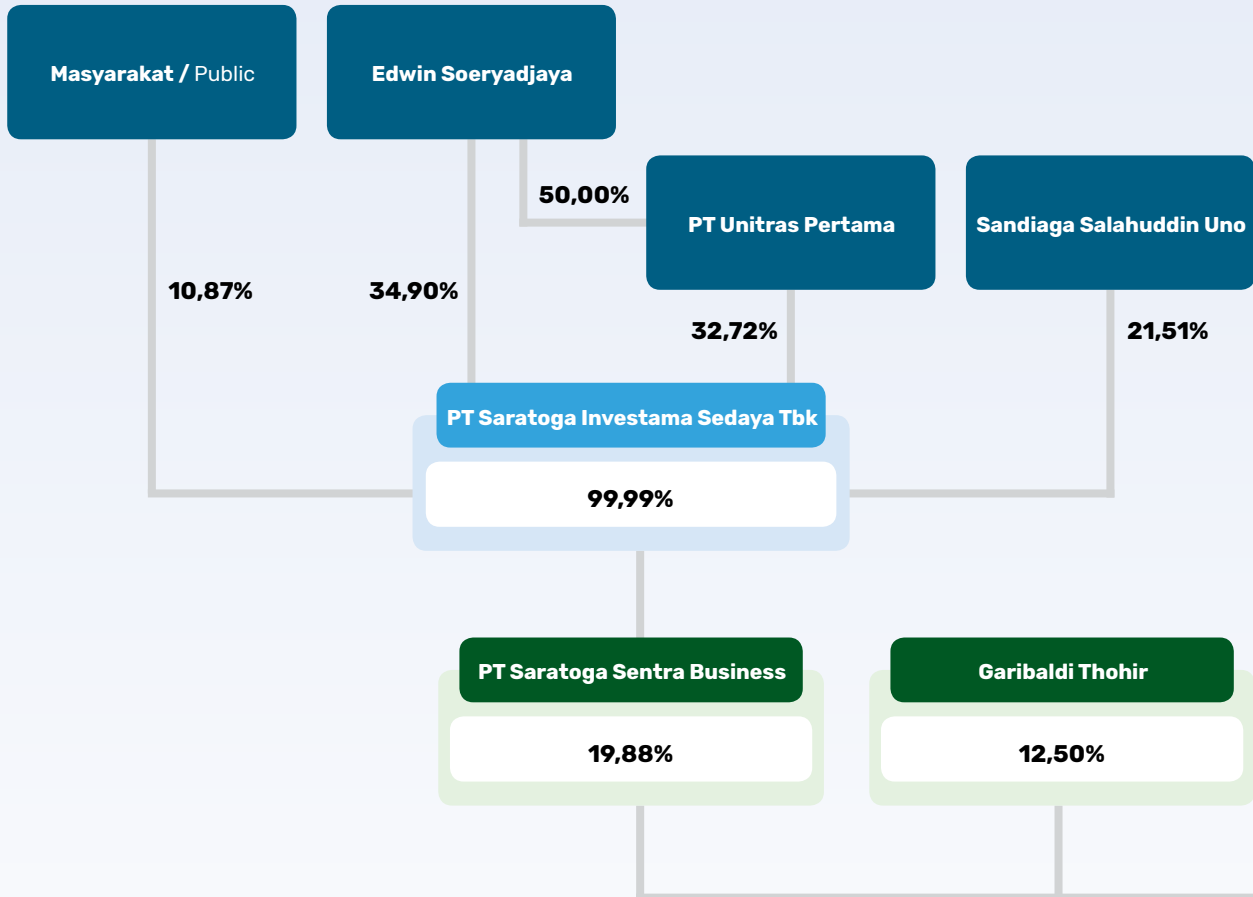 Masyarakat / Public
Edwin Soeryadjaya
50,00%
PT Unitras Pertama
Sandiaga Salahuddin Uno
10,87%
34,90%
32,72%
21,51%
PT Saratoga Investama Sedaya Tbk
99,99%
PT Saratoga Sentra Business
Garibaldi Thohir
19,88%
12,50%